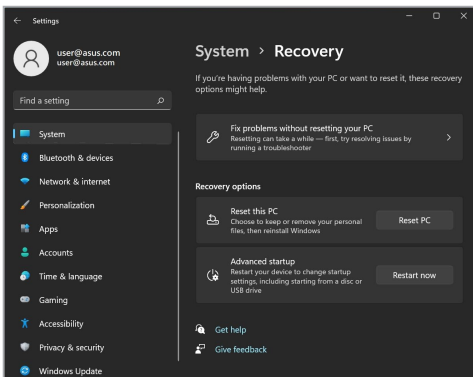 Settings
user@asus.com
user@asus.com
Find a setting
System
Bluetooth & devices
Network & internet
Personalization
Apps
Accounts
Time & language
Gaming
Accessibility
Privacy & security
Windows Update
System > Recovery
If you're having problems with your PC or want to reset it, these recovery
options might help.
Fix problems without resetting your PC
Resetting can take a while — first, try resolving issues by
running a troubleshooter
Recovery options
Reset this PC
Choose to keep or remove your personal
files, then reinstall Windows
Reset PC
Advanced startup
Restart your device to change startup
settings, including starting from a disc or
USB drive
Restart now
Get help
Give feedback